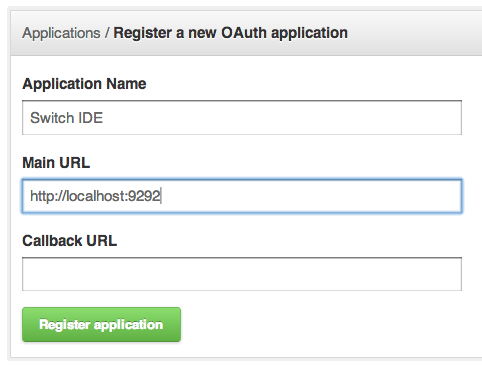 Applications / Register a new OAuth application
Application Name
Switch IDE
Main URL
http://localhost:9292
Callback URL
Register application